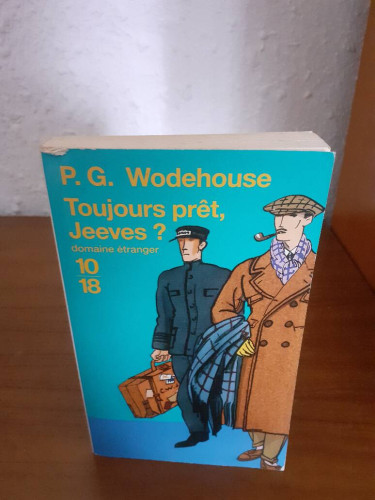 P. G. Wodehouse
Toujours prêt,
Jeeves ?
domaine étranger
10
18